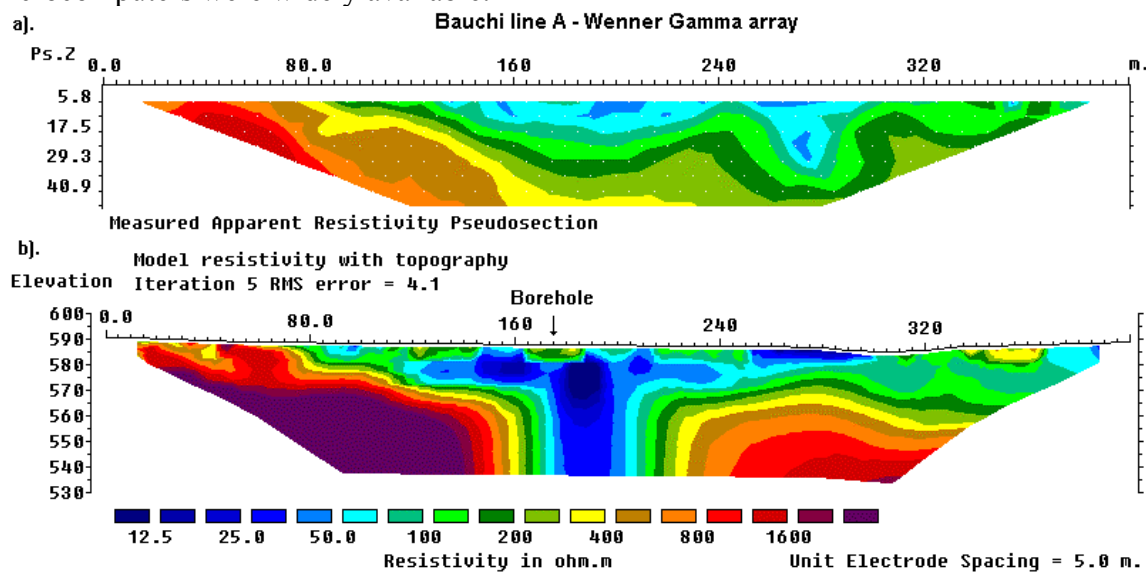 Bauchi line A - Wenner Gamma array
a).
Ps.Z 0.0 80.0 160 240 320 m.
5.8
17.5
29.3
40.9
Measured Apparent Resistivity Pseudosection
b).
Model resistivity with topography
Elevation Iteration 5 RMS error = 4.1
Borehole
600 0.0 80.0 160 240 320
590
580
570
560
550
540
530
12.5 25.0 50.0 100 200 400 800 1600
Resistivity in ohm.m Unit Electrode Spacing = 5.0 m.